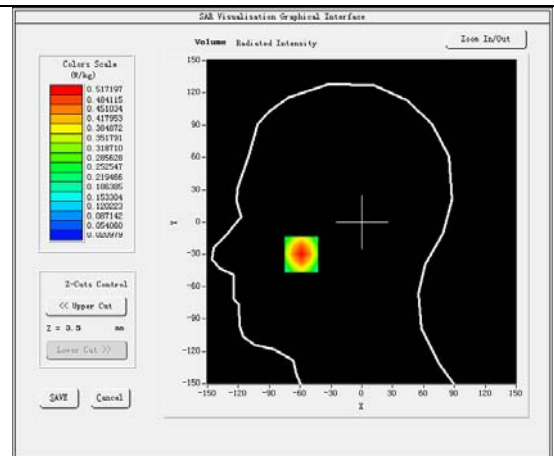 SAR Visualisation Graphical Interface
Volume Radiated Intensity
Zoom In/Out
Colors Scale
(W/kg)
0.517197
0.484115
0.451034
0.417953
0.384872
0.351791
0.318710
0.285628
0.252547
0.219466
0.186385
0.153304
0.120223
0.087142
0.054060
0.020979
Z-Cuts Control
<< Upper Cut
Z = 3.5 mm
Lower Cut >>
SAVE Cancel
150
90
60
30
0
-30
-60
-90
-120
-150
Y
-150 -120 -90 -60 -30 0 30 60 90 120 150
X